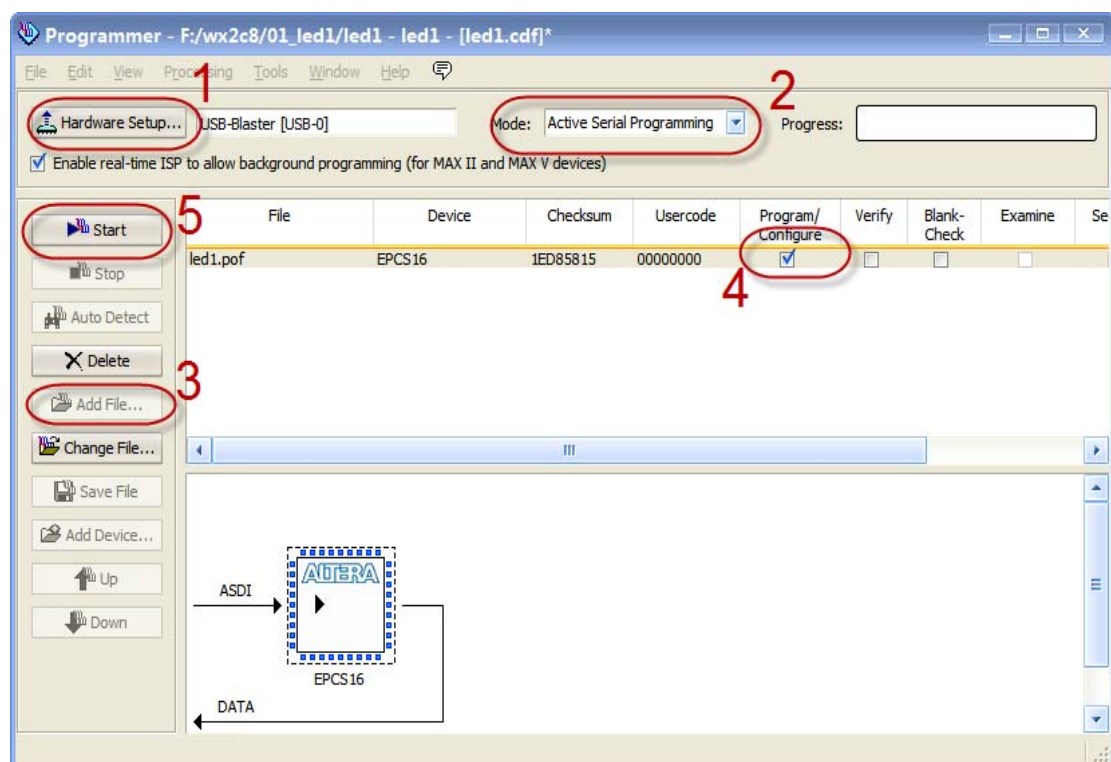 Programmer - F:/wx2c8/01_led1/led1 - led1 - [led1.cdf]*
File Edit View Processing Tools Window Help
1
2
Hardware Setup... USB-Blaster [USB-0] Mode: Active Serial Programming Progress:
Enable real-time ISP to allow background programming (for MAX II and MAX V devices)
5
Start
File Device Checksum Usercode Program/ Verify Blank- Examine Se
Configure Check
led1.pof EPCS16 1ED85815 00000000
4
Stop
Auto Detect
Delete
3
Add File...
Change File...
Save File
Add Device...
Up
Down
ALTERA
ASDI
EPCS16
DATA